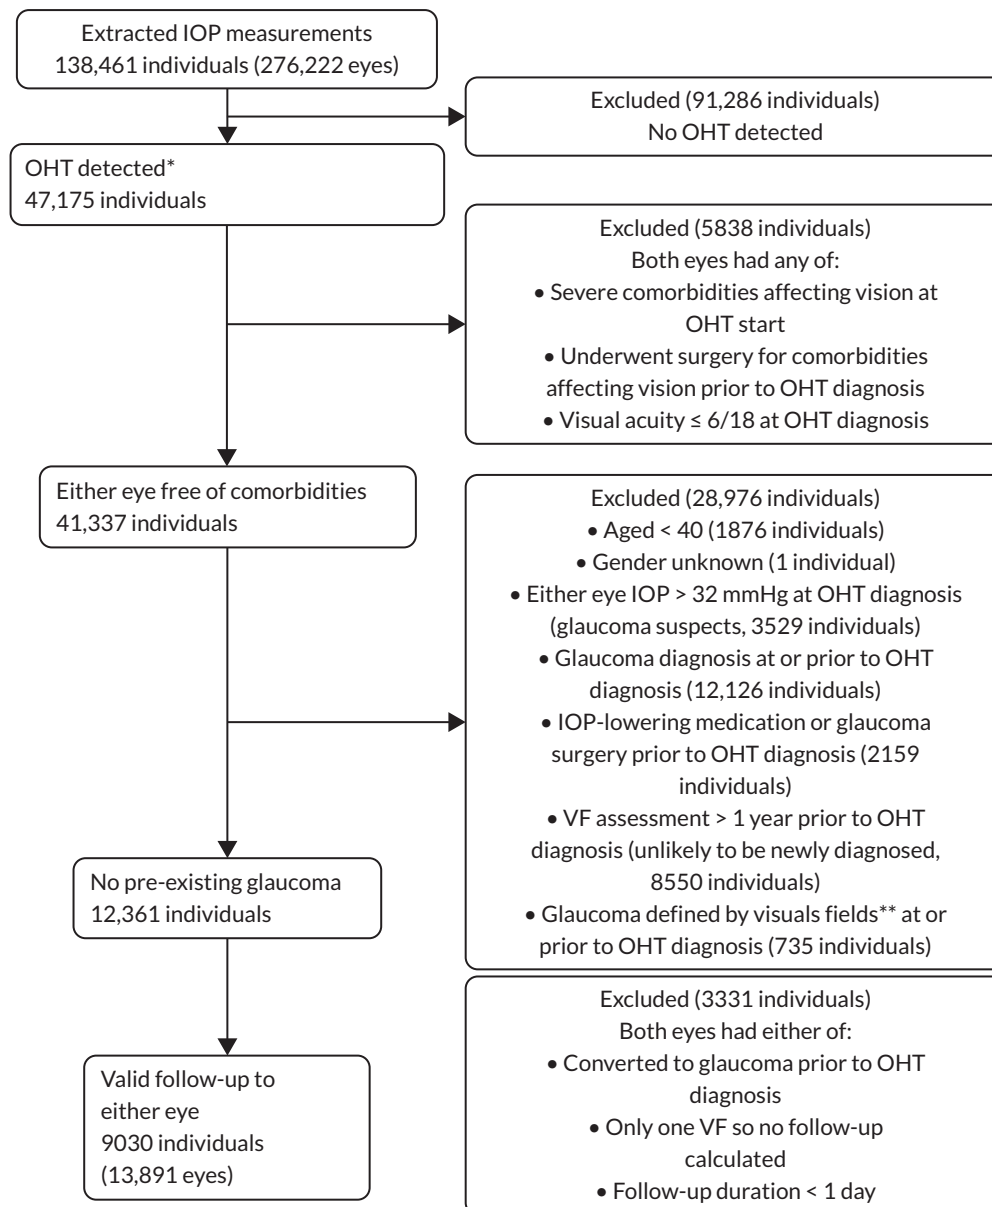 Extracted IOP measurements
138,461 individuals (276,222 eyes)
Excluded (91,286 individuals)
No OHT detected
OHT detected*
47,175 individuals
Excluded (5838 individuals)
Both eyes had any of:
• Severe comorbidities affecting vision at
OHT start
• Underwent surgery for comorbidities
affecting vision prior to OHT diagnosis
• Visual acuity ≤ 6/18 at OHT diagnosis
Either eye free of comorbidities
41,337 individuals
Excluded (28,976 individuals)
• Aged < 40 (1876 individuals)
• Gender unknown (1 individual)
• Either eye IOP > 32 mmHg at OHT diagnosis
(glaucoma suspects, 3529 individuals)
• Glaucoma diagnosis at or prior to OHT
diagnosis (12,126 individuals)
• IOP-lowering medication or glaucoma
surgery prior to OHT diagnosis (2159
individuals)
• VF assessment > 1 year prior to OHT
diagnosis (unlikely to be newly diagnosed,
8550 individuals)
• Glaucoma defined by visuals fields** at or
prior to OHT diagnosis (735 individuals)
No pre-existing glaucoma
12,361 individuals
Excluded (3331 individuals)
Both eyes had either of:
• Converted to glaucoma prior to OHT
diagnosis
• Only one VF so no follow-up
calculated
• Follow-up duration < 1 day
Valid follow-up to
either eye
9030 individuals
(13,891 eyes)